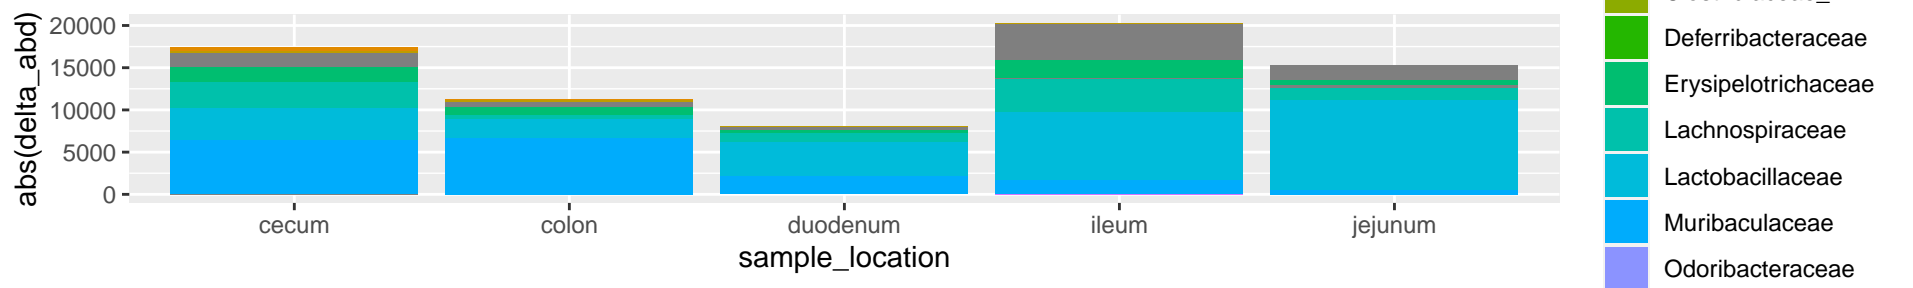 abs(delta_abd)
20000
15000
10000
5000
0
cecum colon duodenum ileum jejunum
sample_location
Deferribacteraceae
Erysipelotrichaceae
Lachnospiraceae
Lactobacillaceae
Muribaculaceae
Odoribacteraceae